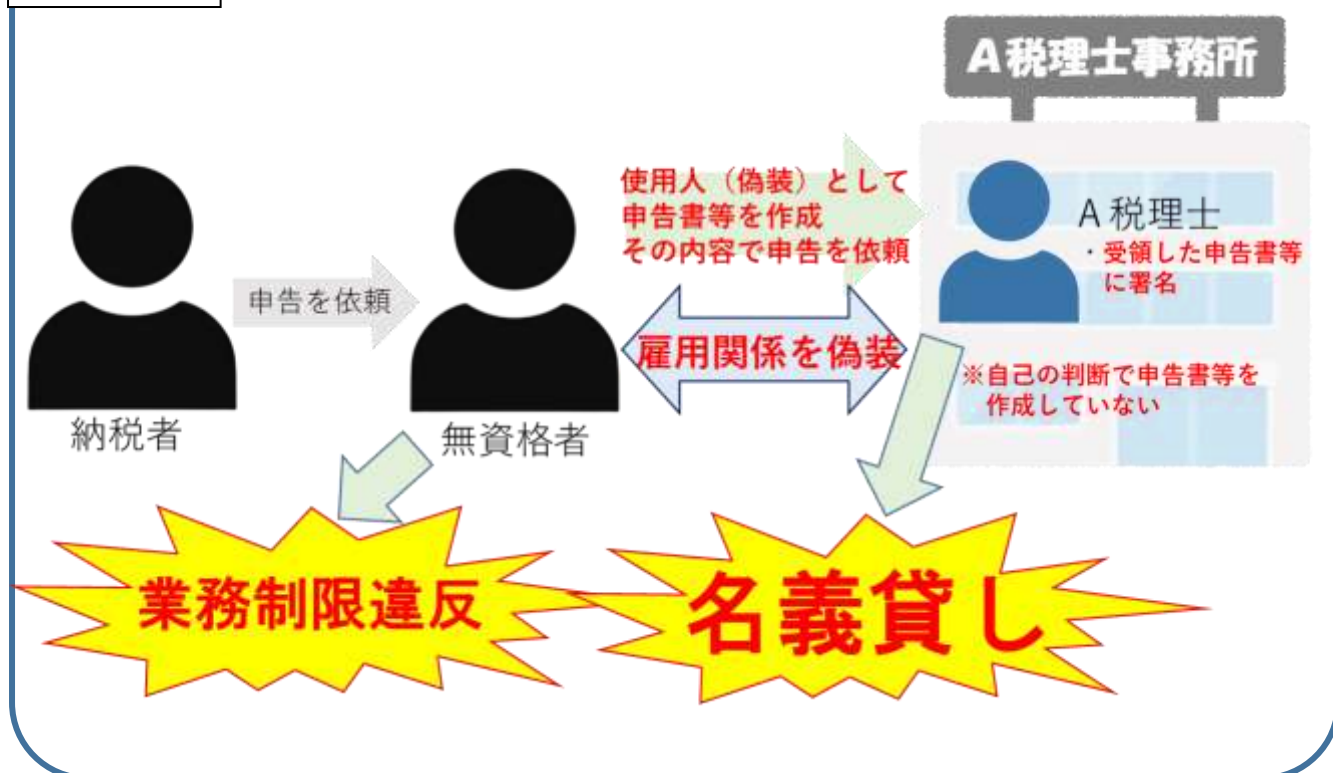 A税理士事務所
使用人（偽装）として
申告書等を作成
その内容で申告を依頼
A税理士
・受領した申告書等
に署名
申告を依頼
雇用関係を偽装
※自己の判断で申告書等を
作成していない
納税者
無資格者
業務制限違反
名義貸し